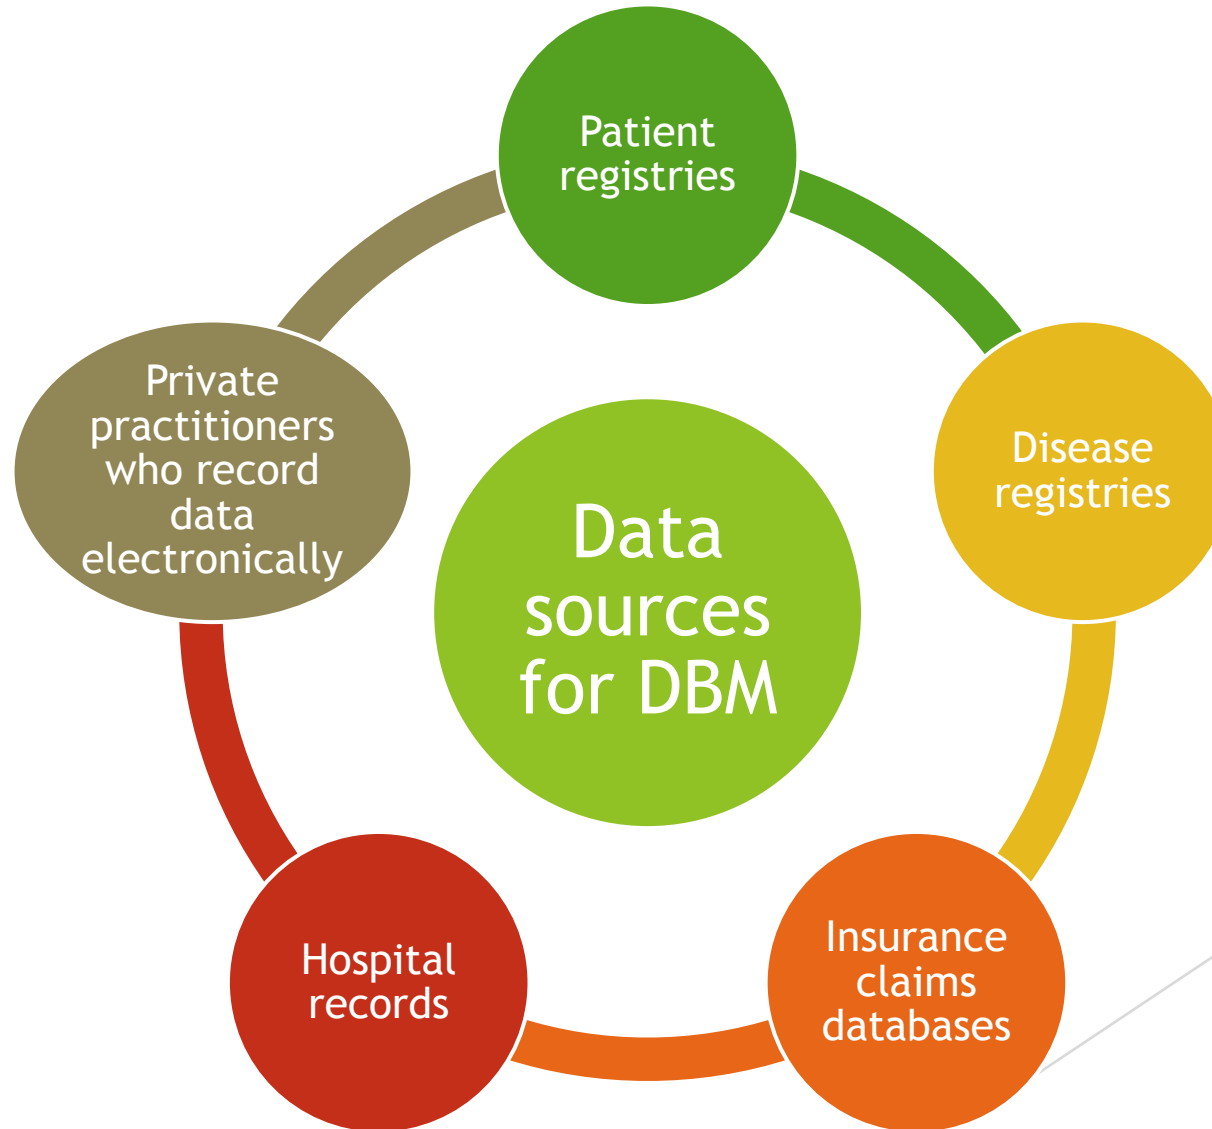 Patient
registries
Private
practitioners
who record
data
electronically
Disease
registries
Data
sources
for DBM
Hospital
records
Insurance
claims
databases